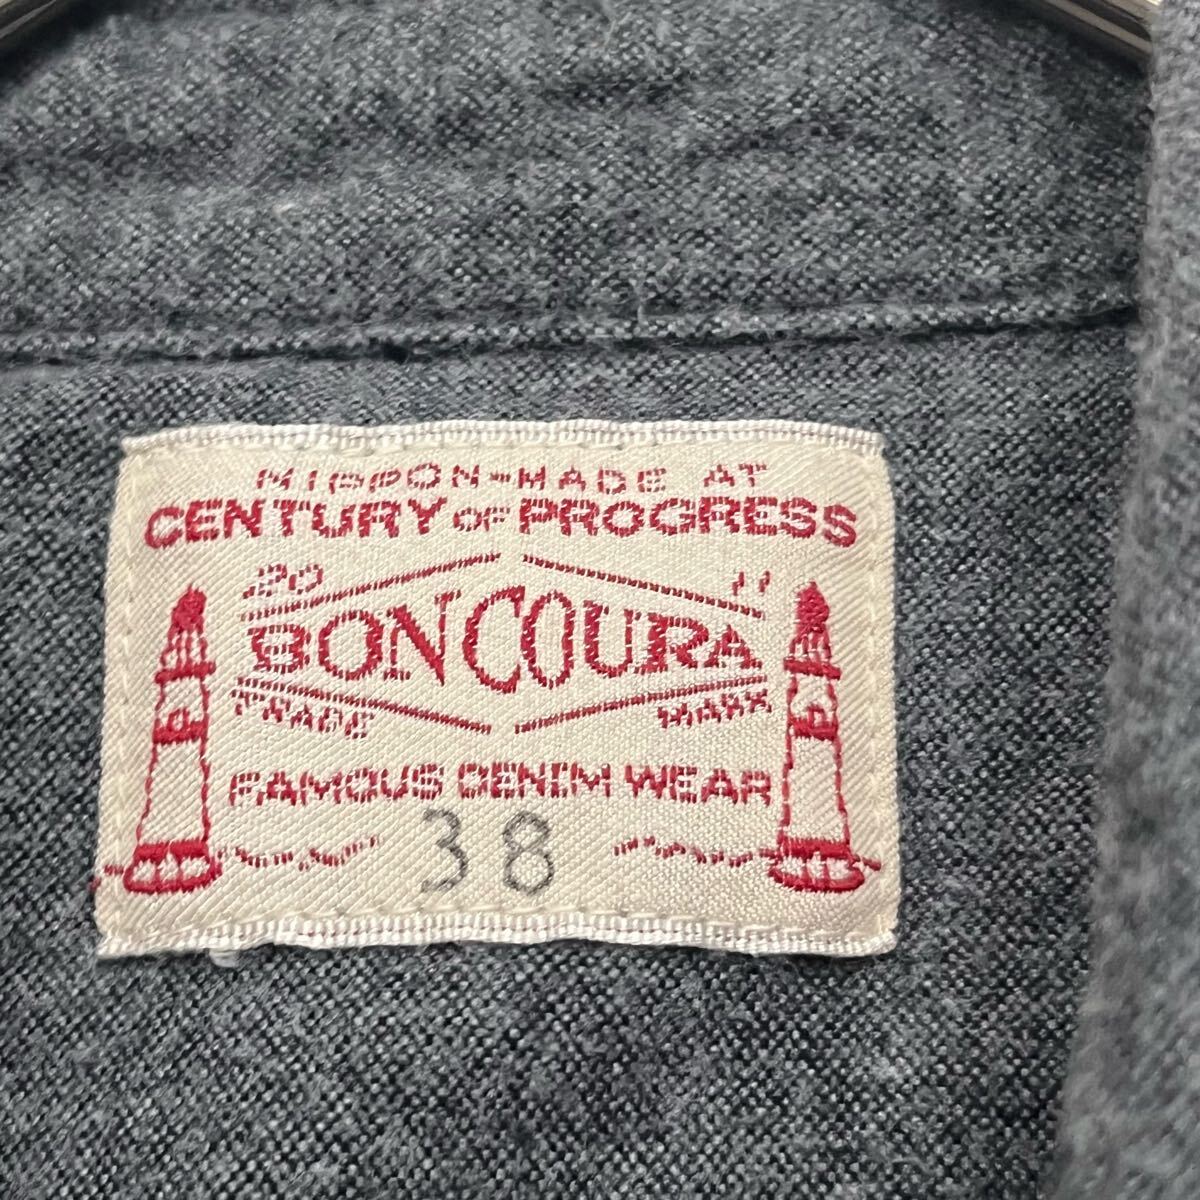 NIPPON-MADE AT
CENTURY OF PROGRESS
20 11
BONCOURA
TRADE MARK
FAMOUS DENIM WEAR
38